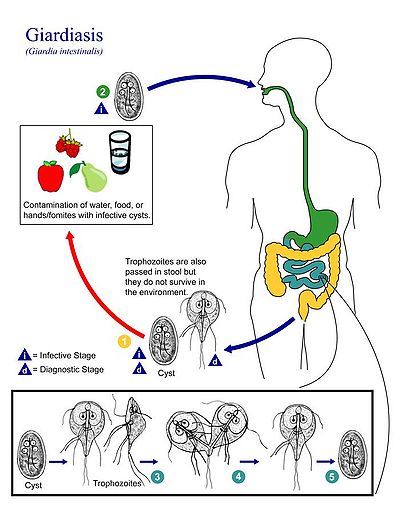 Giardiasis
(Giardia intestinalis)
2
i
Contamination of water, food, or
hands/fomites with infective cysts.
Trophozoites are also
passed in stool but
they do not survive in
the environment.
1
i
d
d
Cyst
i = Infective Stage
d = Diagnostic Stage
Cyst
Trophozoites
3
4
5